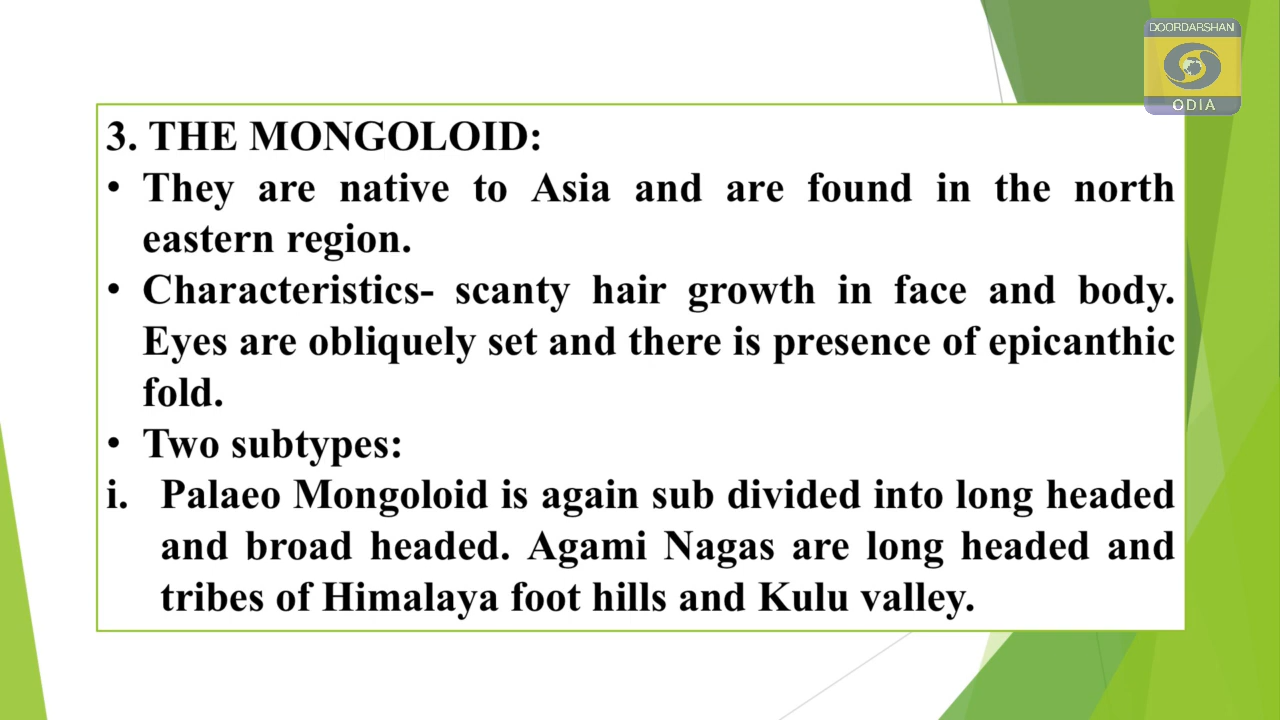 DOORDARSHAN
ODIA
3. THE MONGOLOID:
• They are native to Asia and are found in the north
eastern region.
• Characteristics- scanty hair growth in face and body.
Eyes are obliquely set and there is presence of epicanthic
fold.
• Two subtypes:
i. Palaeo Mongoloid is again sub divided into long headed
and broad headed. Agami Nagas are long headed and
tribes of Himalaya foot hills and Kulu valley.